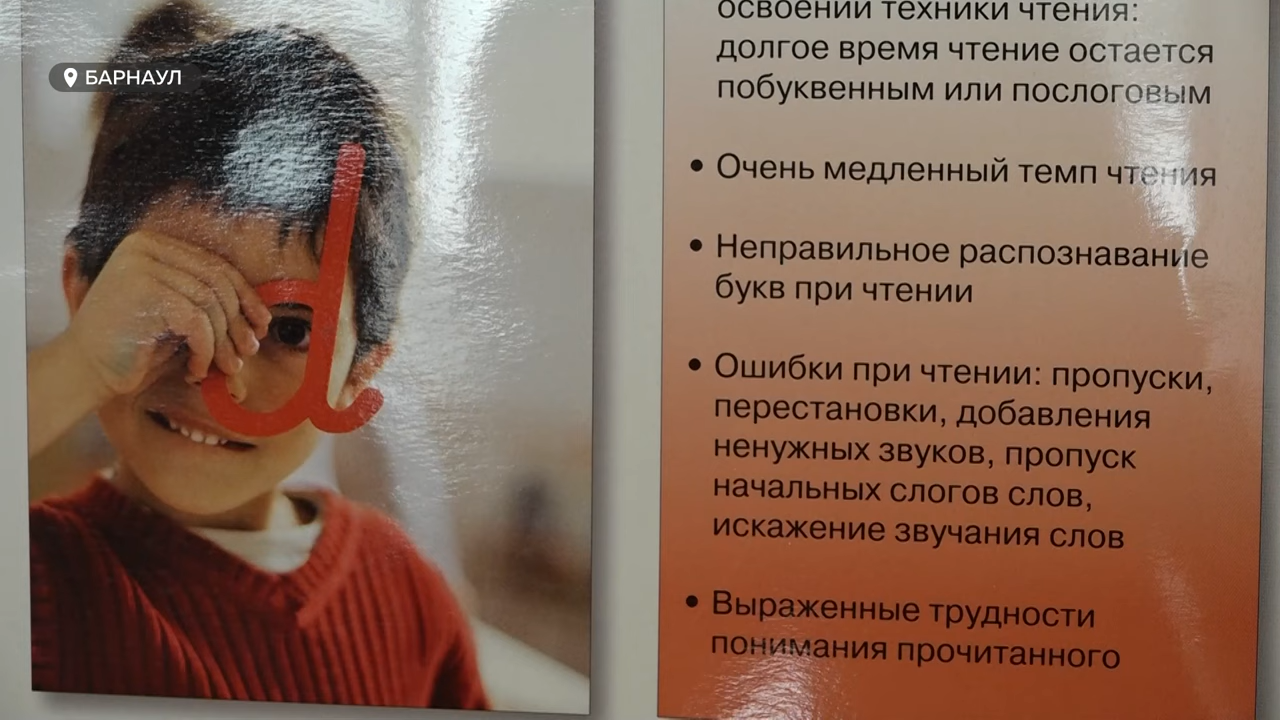 БАРНАУЛ
освоении техники чтения:
долгое время чтение остается
побуквенным или послоговым
• Очень медленный темп чтения
• Неправильное распознавание
букв при чтении
• Ошибки при чтении: пропуски,
перестановки, добавления
ненужных звуков, пропуск
начальных слогов слов,
искажение звучания слов
• Выраженные трудности
понимания прочитанного
d